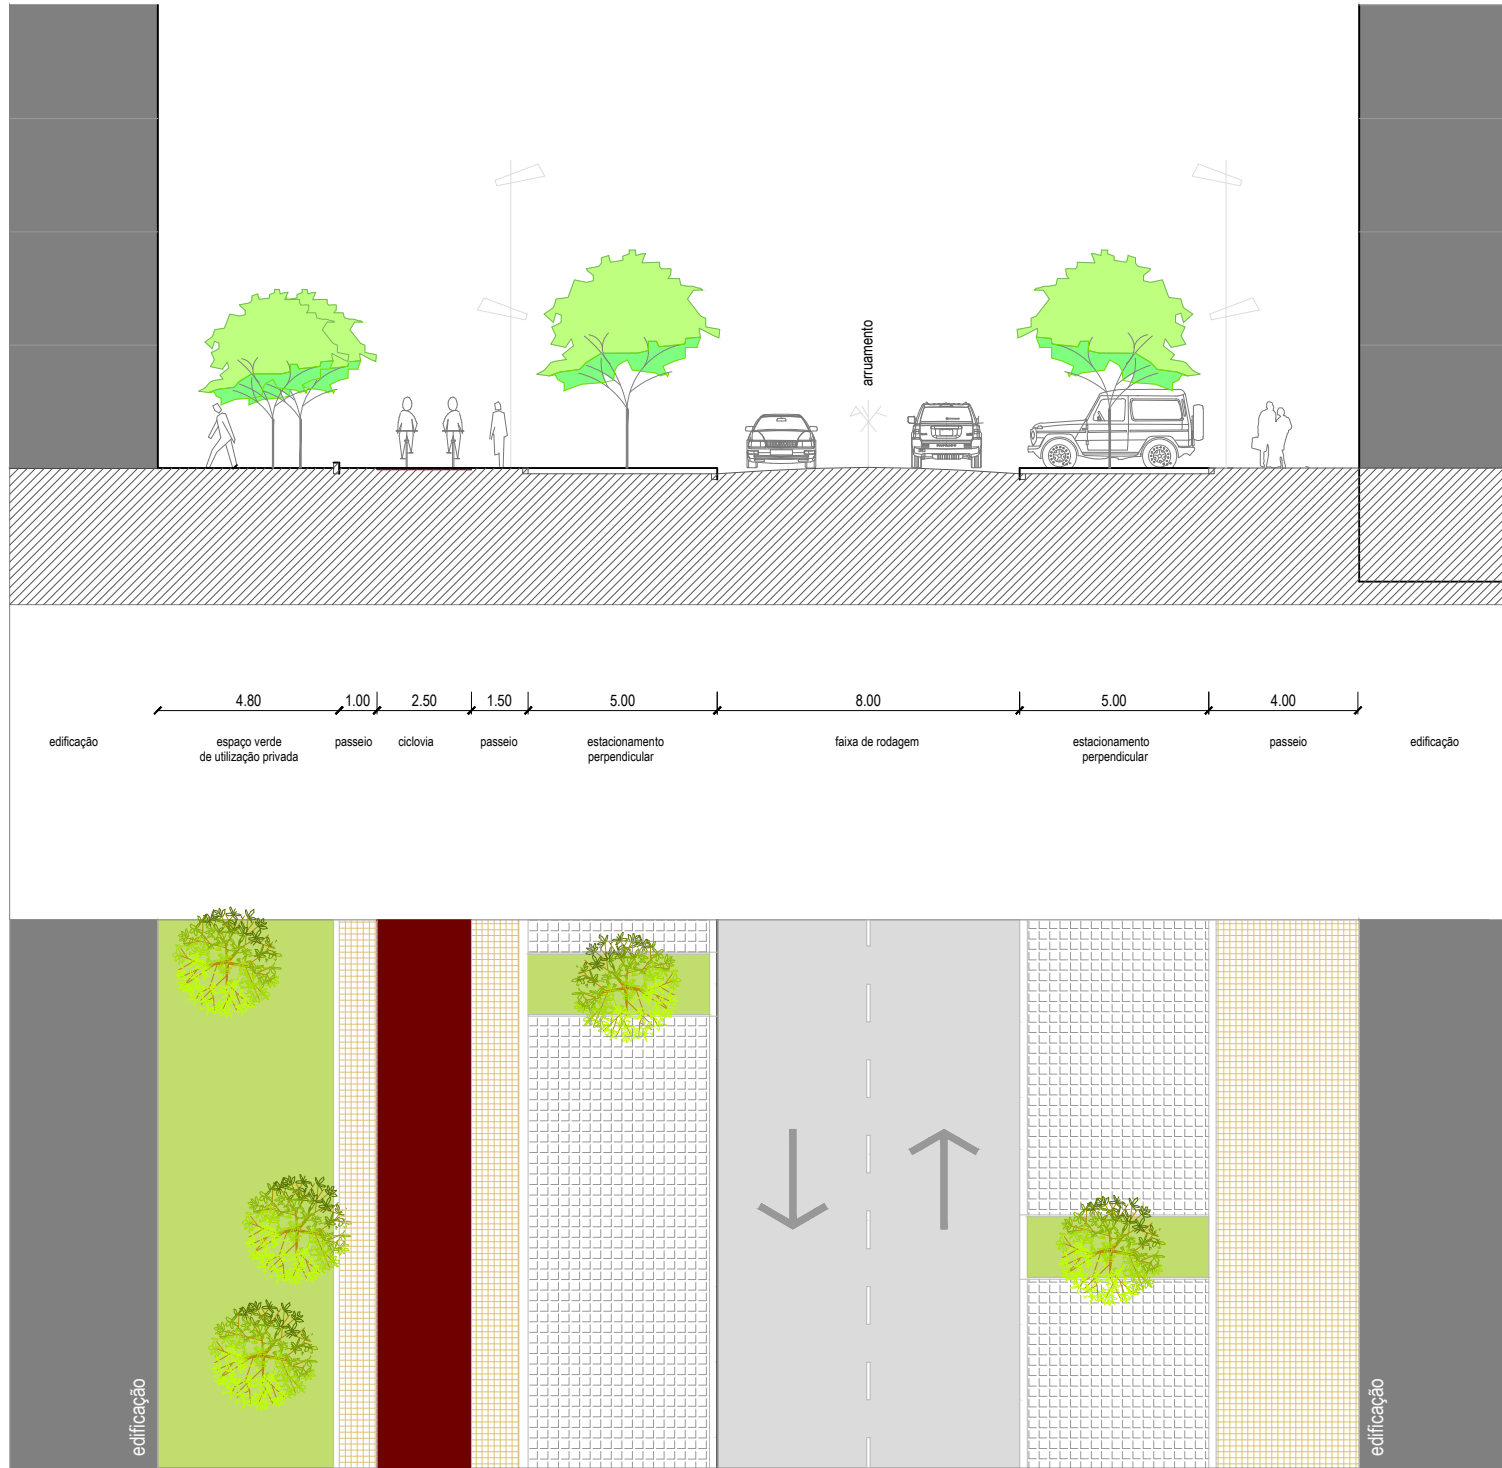 arruamento
4.80
1.00
2.50
1.50
5.00
8.00
5.00
4.00
edificação
espaço verde
de utilização privada
passeio
ciclovia
passeio
estacionamento
perpendicular
faixa de rodagem
estacionamento
perpendicular
passeio
edificação
edificação
edificação